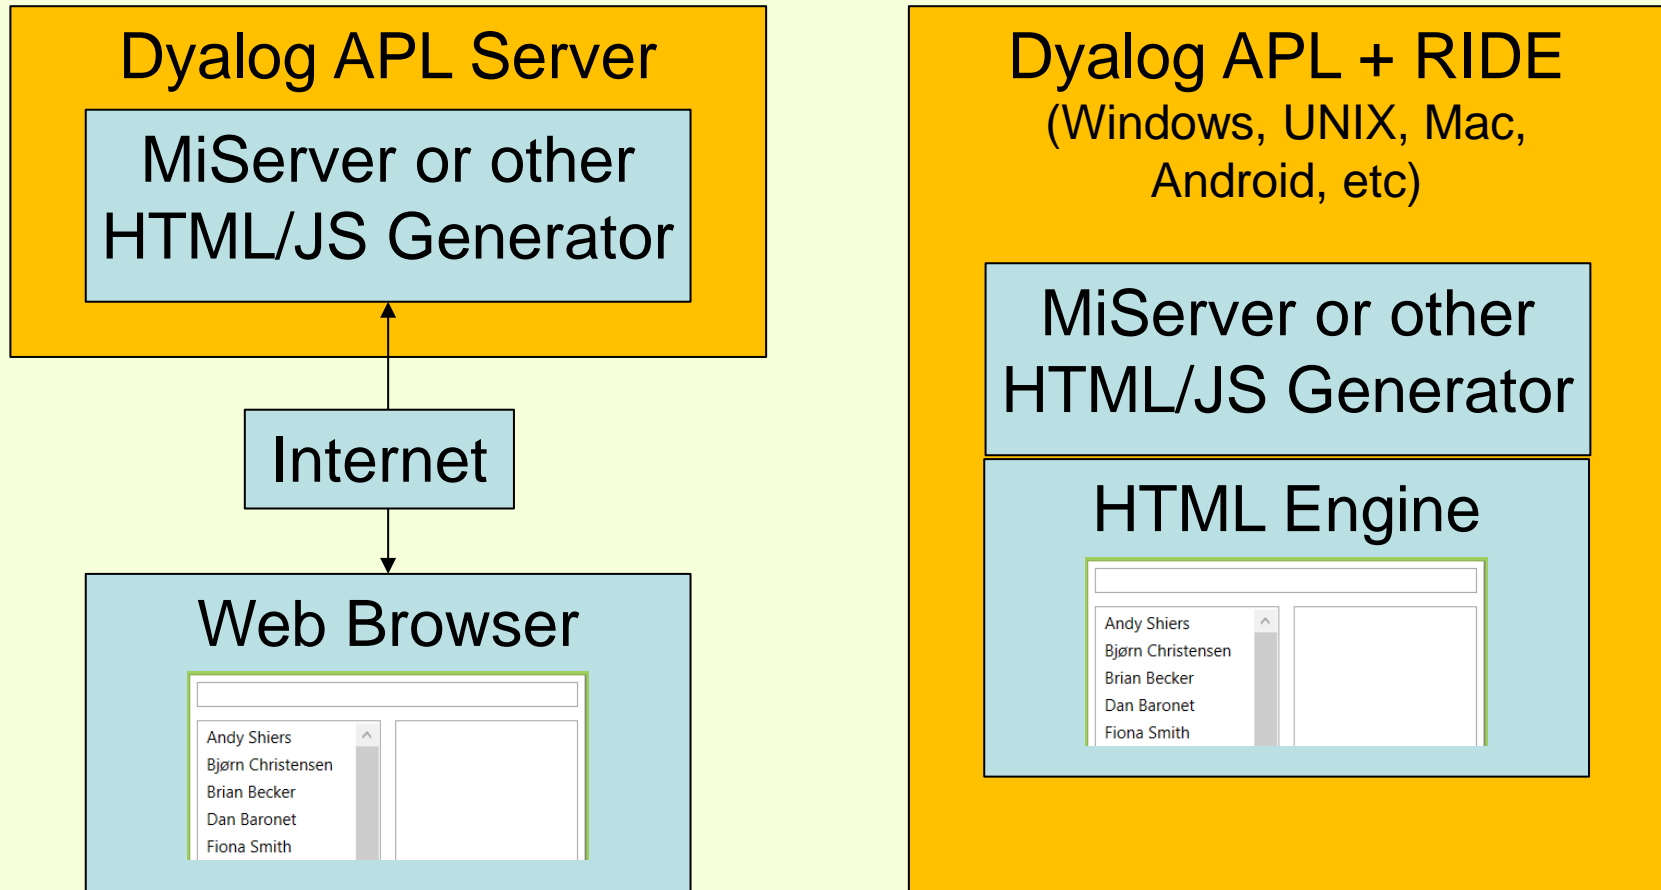 Dyalog APL Server
MiServer or other
HTML/JS Generator
Internet
Web Browser
Andy Shiers
Bjørn Christensen
Brian Becker
Dan Baronet
Fiona Smith
Dyalog APL + RIDE
(Windows, UNIX, Mac,
Android, etc)
MiServer or other
HTML/JS Generator
HTML Engine
Andy Shiers
Bjørn Christensen
Brian Becker
Dan Baronet
Fiona Smith